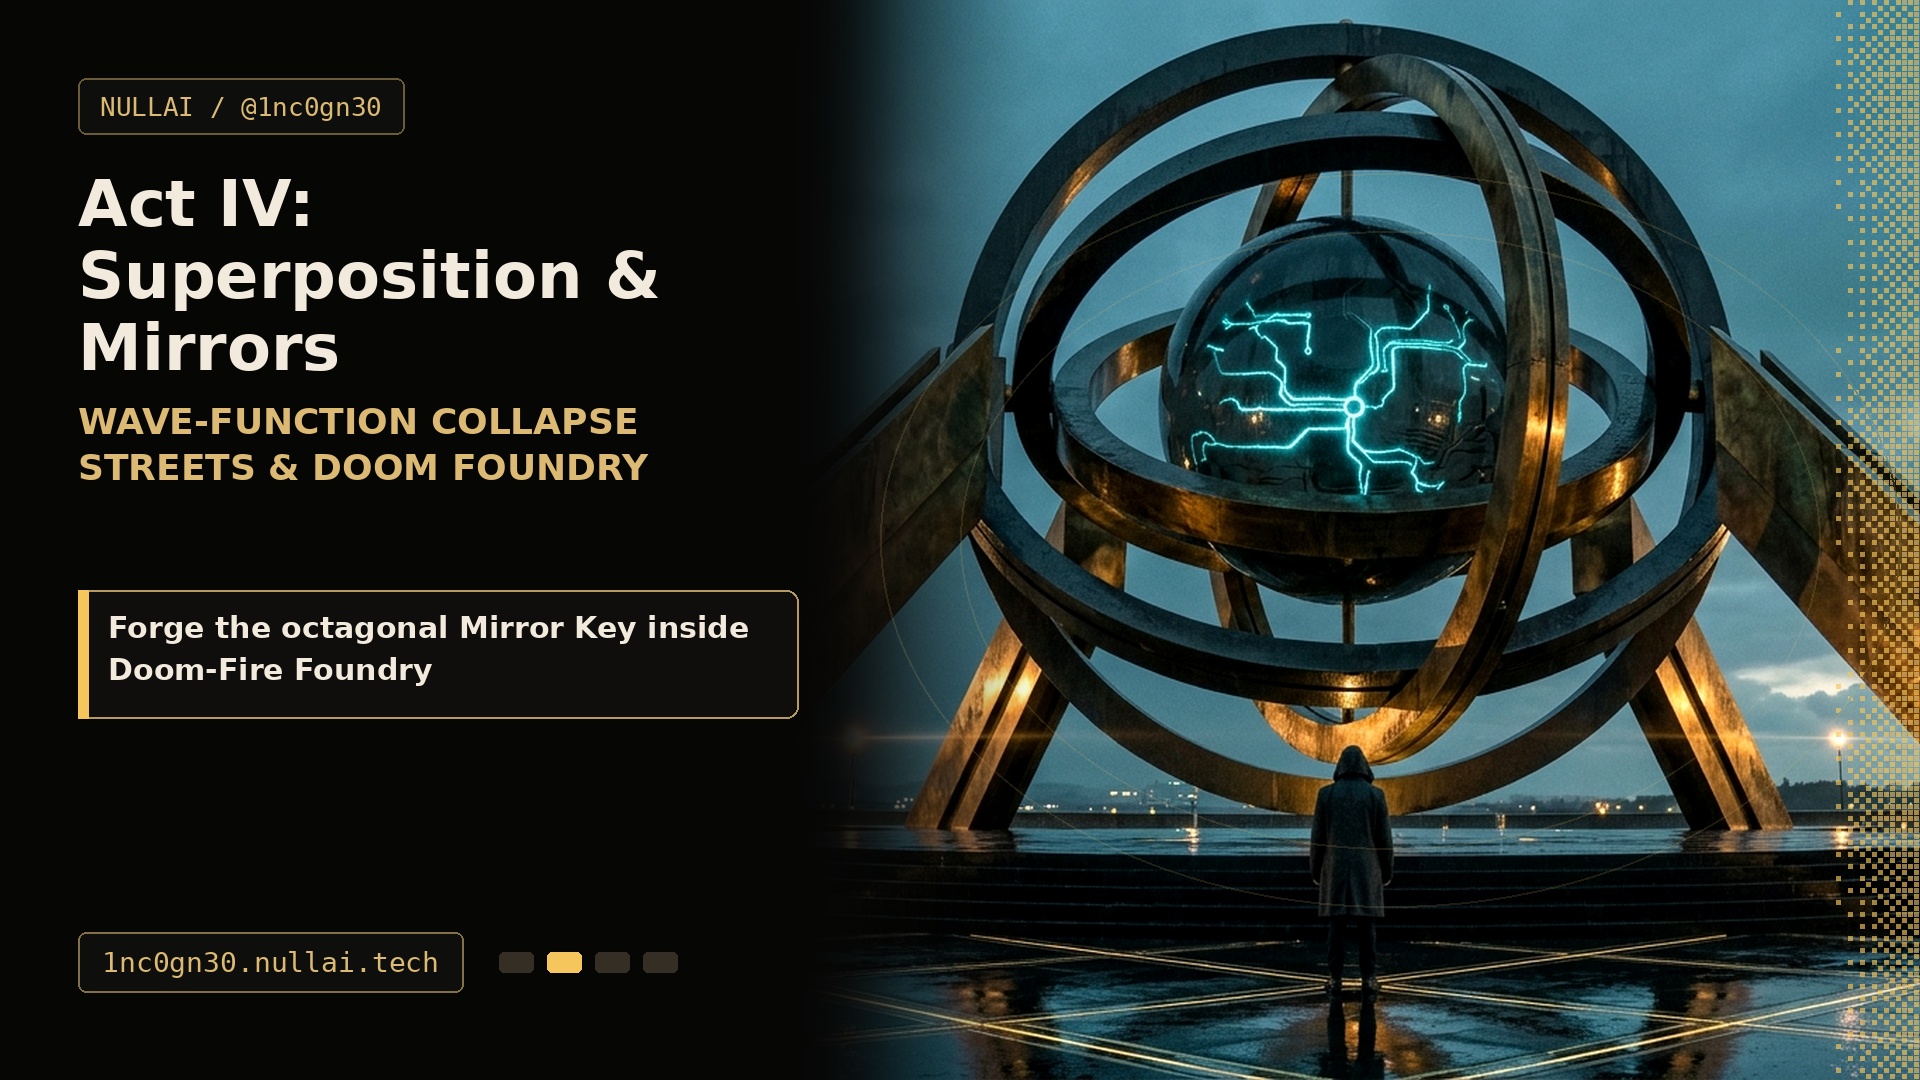 NULLAI / @1nc0gn30
Act IV:
Superposition &
Mirrors
WAVE-FUNCTION COLLAPSE
STREETS & DOOM FOUNDRY
Forge the octagonal Mirror Key inside
Doom-Fire Foundry
1nc0gn30.nullai.tech